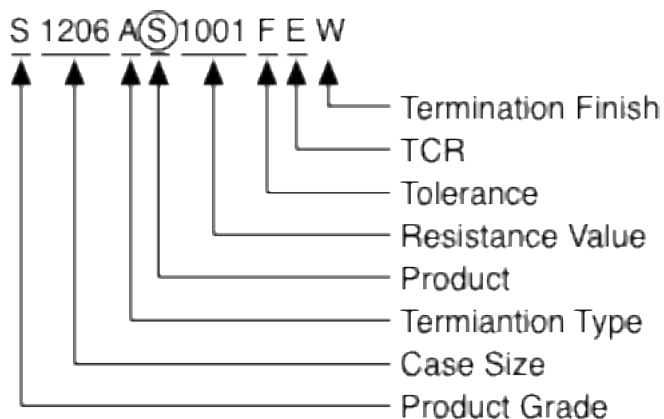 S 1206 A S 1001 F E W
Termination Finish
TCR
Tolerance
Resistance Value
Product
Termiantion Type
Case Size
Product Grade